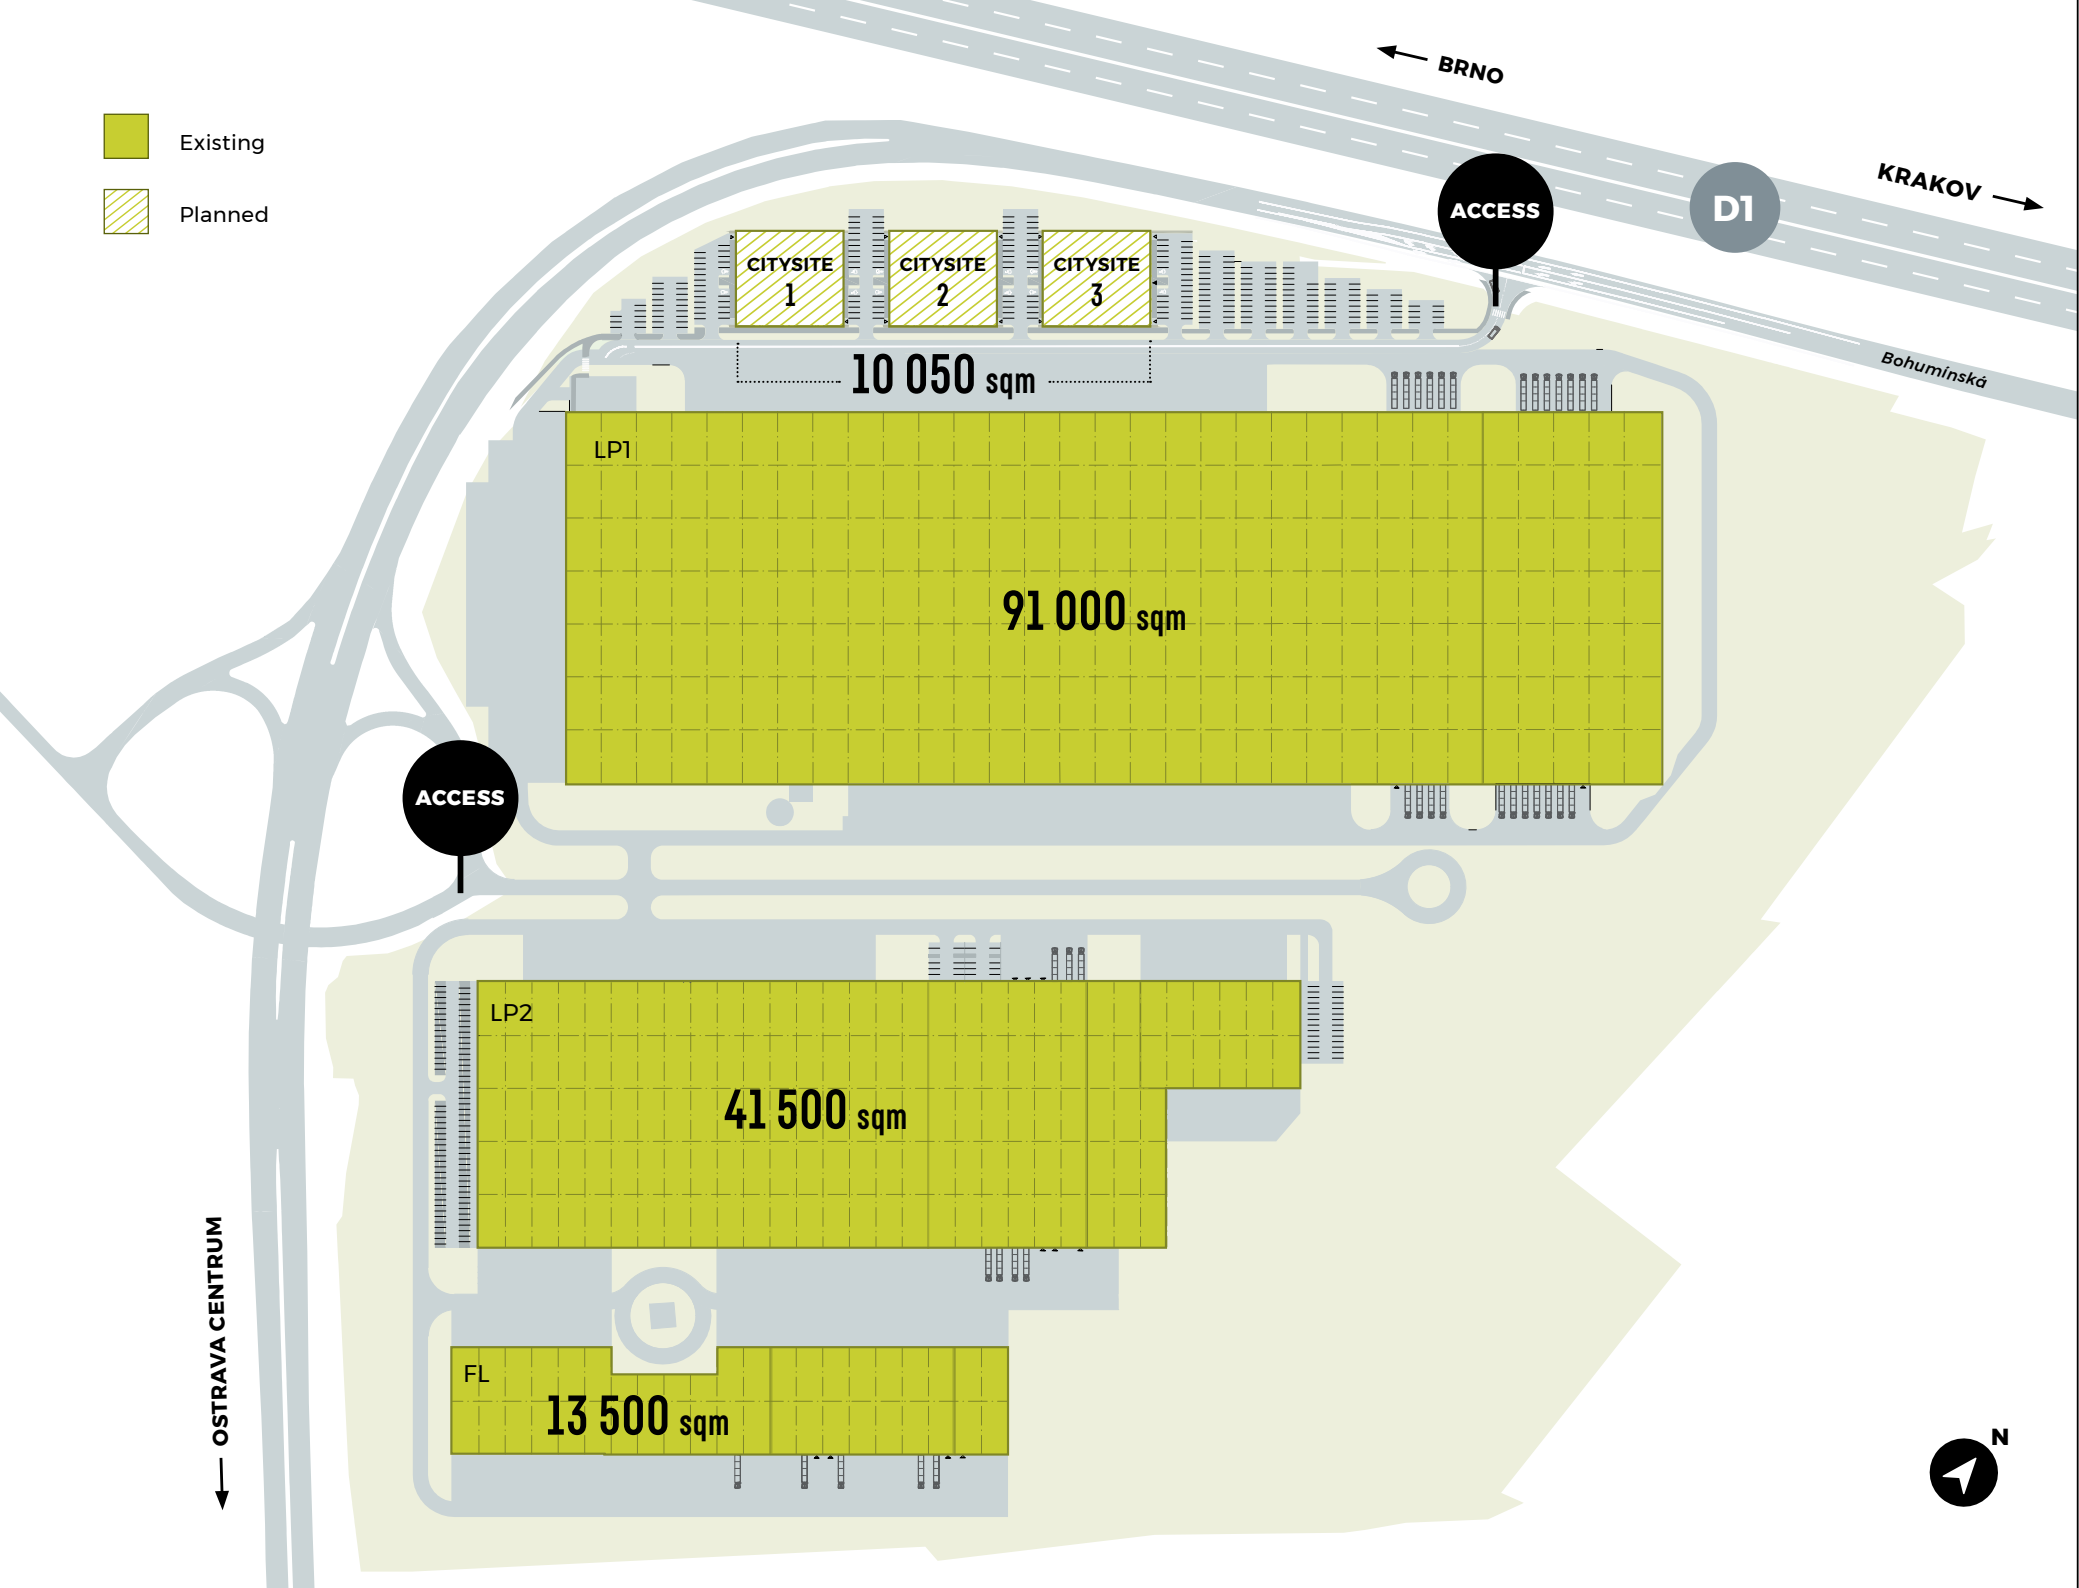 BRNO
KRAKOV
D1
ACCESS
Existing
Planned
CITYSITE
1
CITYSITE
2
CITYSITE
3
10 050 sqm
Bohumínská
LP1
91 000 sqm
ACCESS
LP2
41 500 sqm
OSTRAVA CENTRUM
FL
13 500 sqm
N